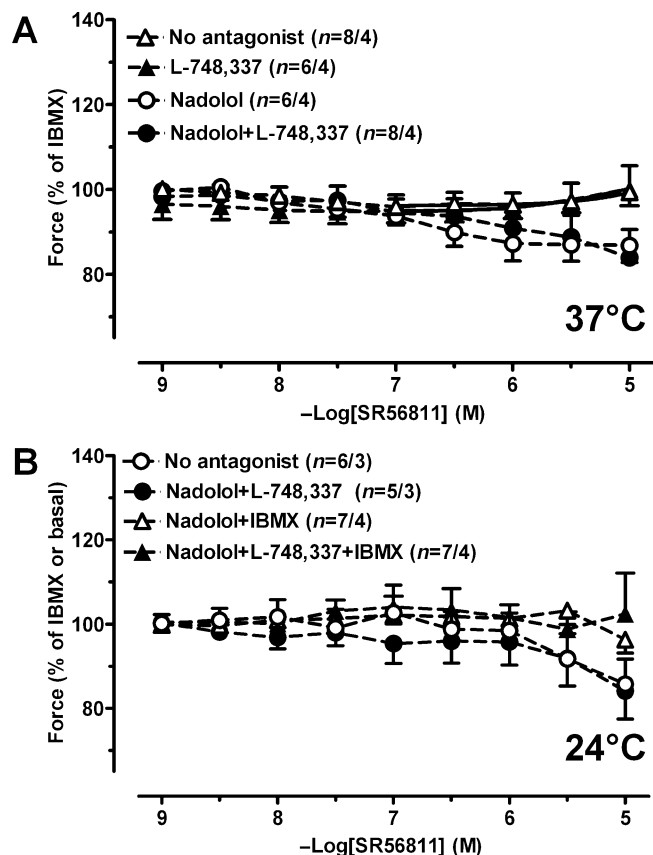 A
140
No antagonist (n=8/4)
L-748,337 (n=6/4)
Nadolol (n=6/4)
Nadolol+L-748,337 (n=8/4)
120
100
80
Force (% of IBMX)
37°C
9 8 7 6 5
–Log[SR56811] (M)
B
140
No antagonist (n=6/3)
Nadolol+L-748,337 (n=5/3)
Nadolol+IBMX (n=7/4)
Nadolol+L-748,337+IBMX (n=7/4)
120
100
80
Force (% of IBMX or basal)
24°C
9 8 7 6 5
–Log[SR56811] (M)